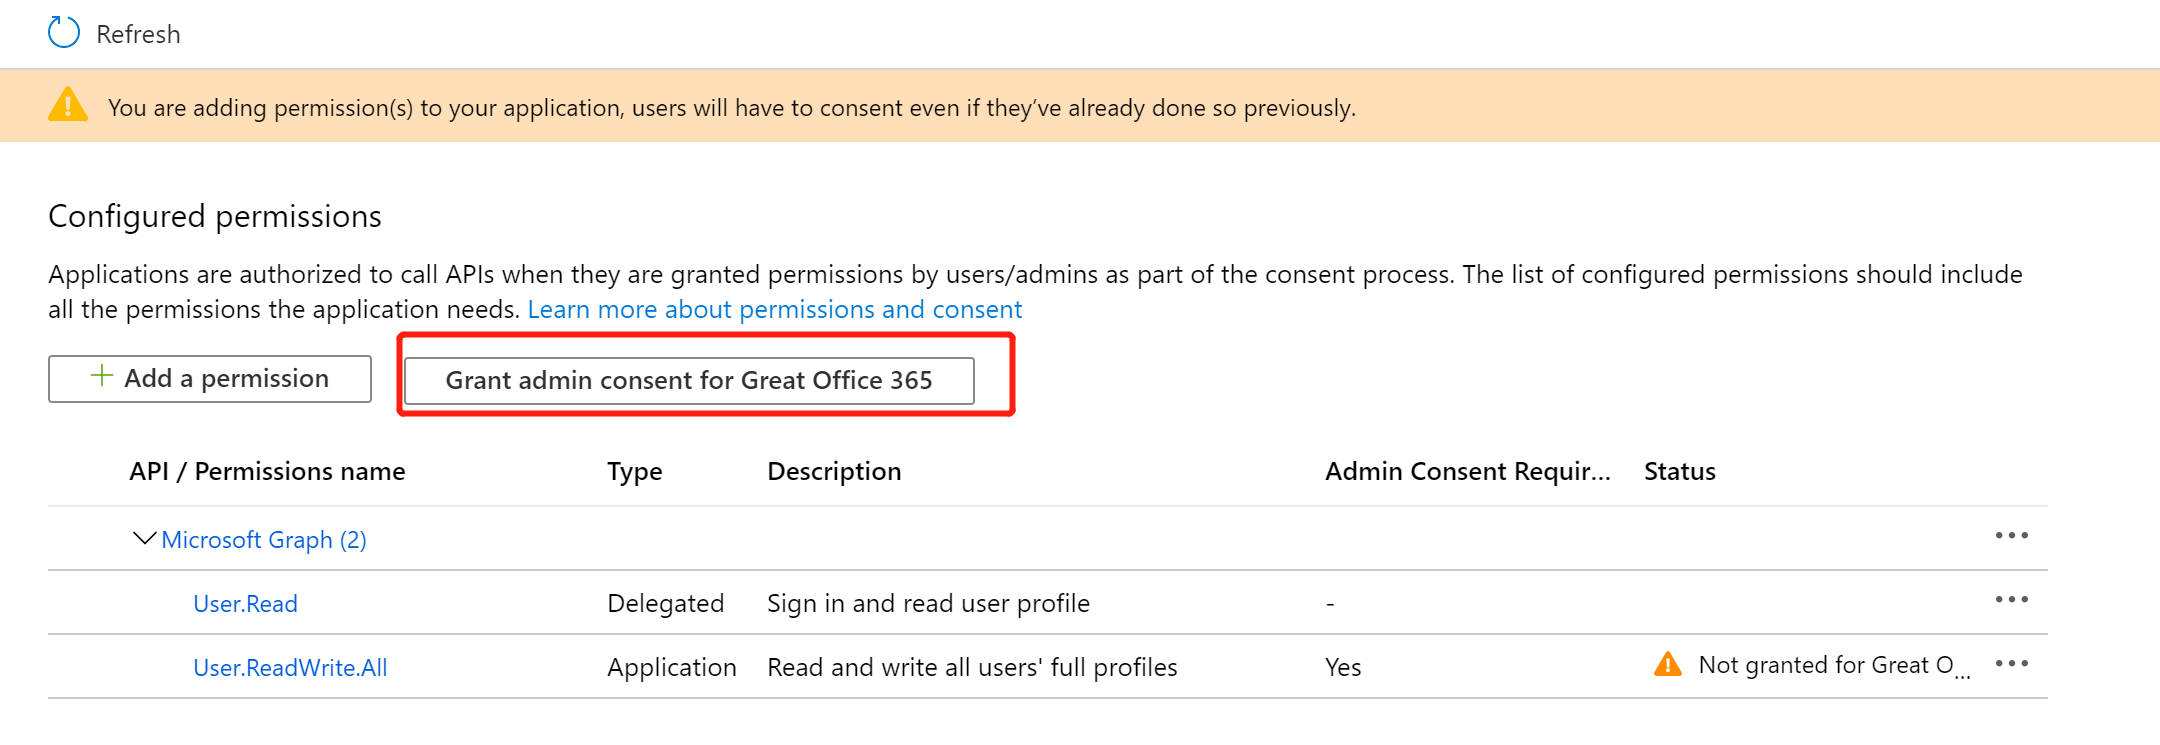 Refresh
You are adding permission(s) to your application, users will have to consent even if they’ve already done so previously.
Configured permissions
Applications are authorized to call APIs when they are granted permissions by users/admins as part of the consent process. The list of configured permissions should include
all the permissions the application needs. Learn more about permissions and consent
Add a permission Grant admin consent for Great Office 365
API / Permissions name Type Description Admin Consent Requir... Status
Microsoft Graph (2) •••
User.Read Delegated Sign in and read user profile - •••
User.ReadWrite.All Application Read and write all users' full profiles Yes Not granted for Great O... •••